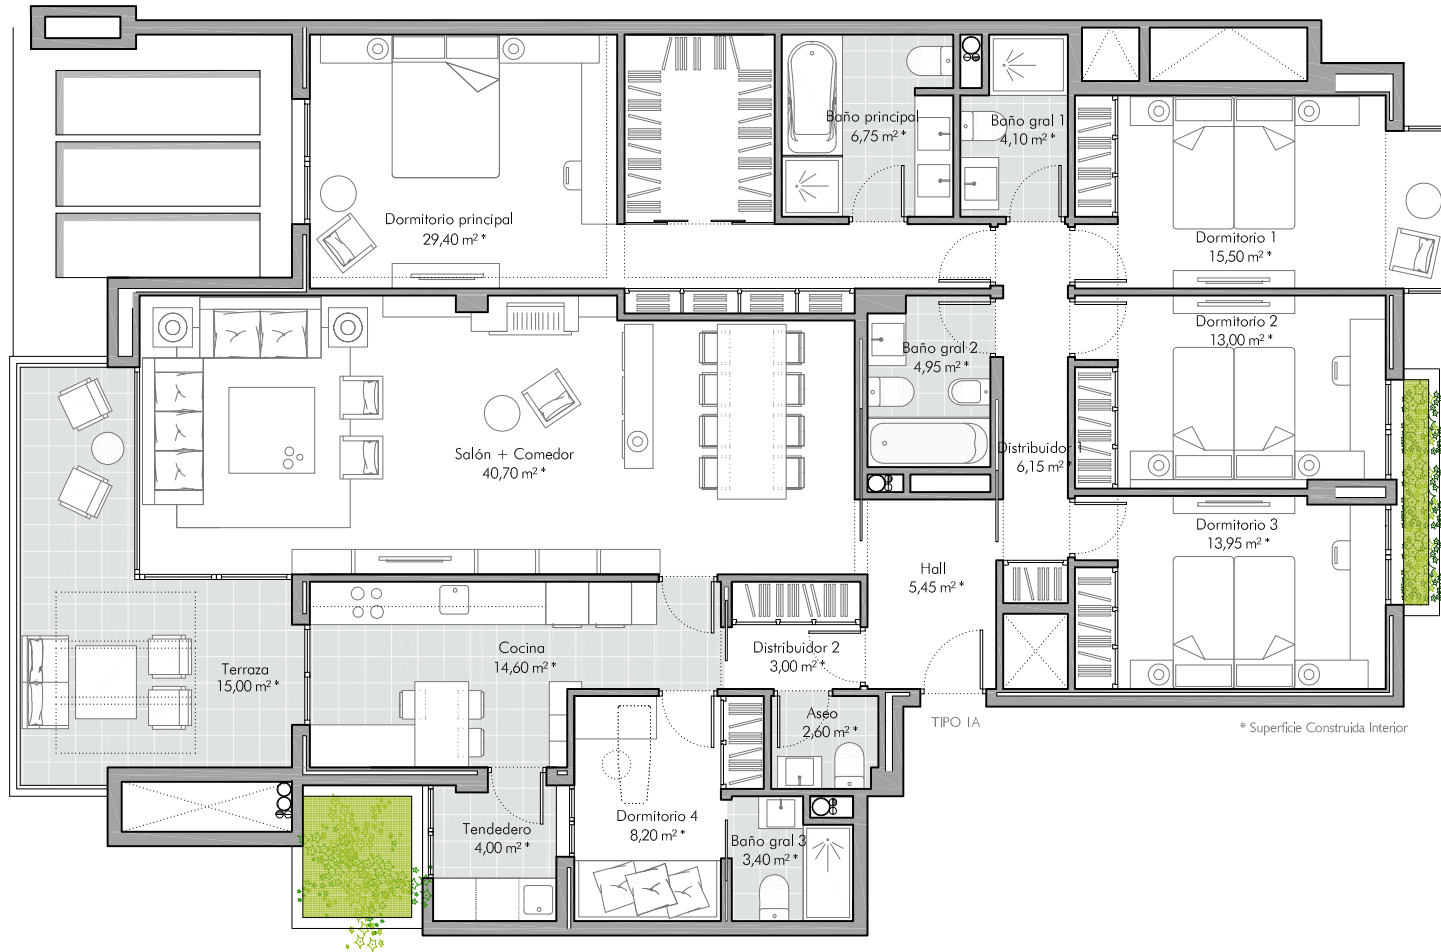 Baño principal
6,75 m² *
Baño gral 1
4,10 m² *
Dormitorio principal
29,40 m² *
Dormitorio 1
15,50 m² *
Dormitorio 2
13,00 m² *
Baño gral 2
4,95 m² *
Salón + Comedor
40,70 m² *
Distribuidor 1
6,15 m² *
Dormitorio 3
13,95 m² *
Hall
5,45 m² *
Cocina
14,60 m² *
Distribuidor 2
3,00 m² *
Terraza
15,00 m² *
Aseo
2,60 m² *
TIPO 1A
* Superficie Construida Interior
Dormitorio 4
8,20 m² *
Tendedero
4,00 m² *
Baño gral 3
3,40 m² *